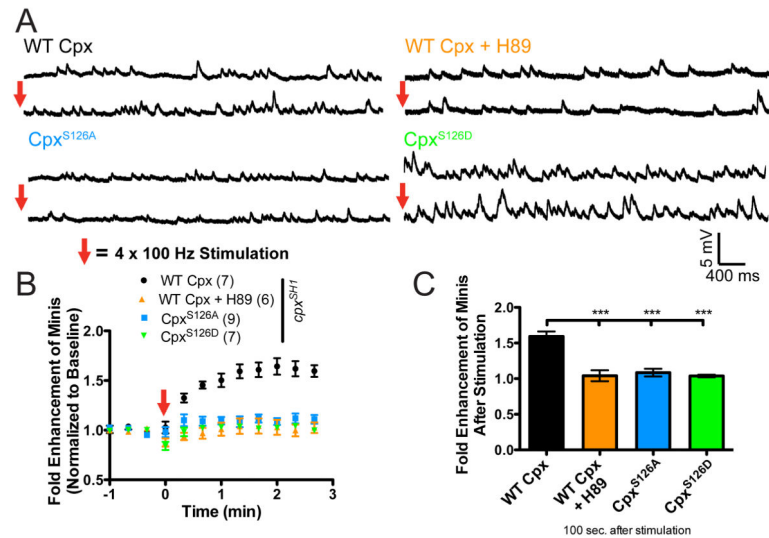 A
WT Cpx
WT Cpx + H89
Cpx^S126A
Cpx^S126D
= 4 x 100 Hz Stimulation
5 mV
400 ms
B
WT Cpx (7)
WT Cpx + H89 (6)
Cpx^S126A (9)
Cpx^S126D (7)
cpx^SH1
Fold Enhancement of Minis
(Normalized to Baseline)
2.0
1.5
1.0
0.5
-1
0
1
2
3
Time (min)
C
Fold Enhancement of Minis
After Stimulation
2.0
1.5
1.0
0.5
0.0
***
***
***
WT Cpx
WT Cpx
+ H89
Cpx^S126A
Cpx^S126D
100 sec. after stimulation